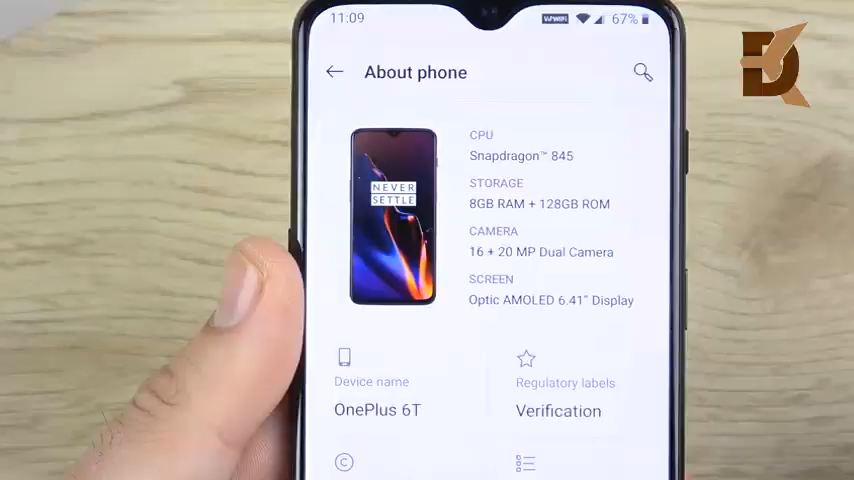 11:09
67%
About phone
CPU
Snapdragon™ 845
STORAGE
8GB RAM + 128GB ROM
CAMERA
16 + 20 MP Dual Camera
SCREEN
Optic AMOLED 6.41" Display
NEVER
SETTLE
Device name
OnePlus 6T
Regulatory labels
Verification
©